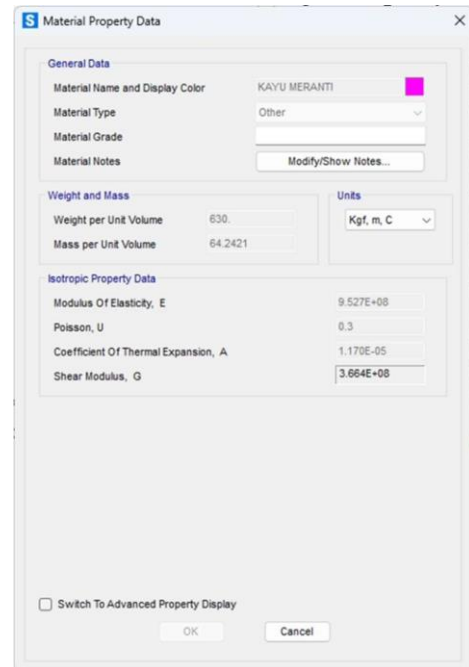 S Material Property Data
General Data
Material Name and Display Color KAYU MERANTI
Material Type Other
Material Grade
Material Notes Modify/Show Notes...
Weight and Mass Units
Weight per Unit Volume 630. Kgf, m, C
Mass per Unit Volume 64.2421
Isotropic Property Data
Modulus Of Elasticity, E 9.527E+08
Poisson, U 0.3
Coefficient Of Thermal Expansion, A 1.170E-05
Shear Modulus, G 3.664E+08
Switch To Advanced Property Display
OK Cancel